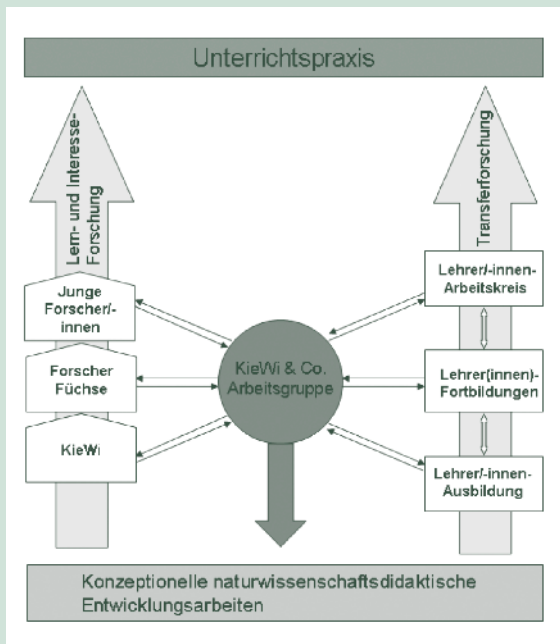 Unterrichtspraxis
Lern- und Interesse-
Forschung
Transferforschung
Junge
Forscher/-
innen
Forscher
Füchse
KieWi
KieWi & Co.
Arbeitsgruppe
Lehrer/-innen-
Arbeitskreis
Lehrer(innen)-
Fortbildungen
Lehrer/-innen-
Ausbildung
Konzeptionelle naturwissenschaftsdidaktische
Entwicklungsarbeiten